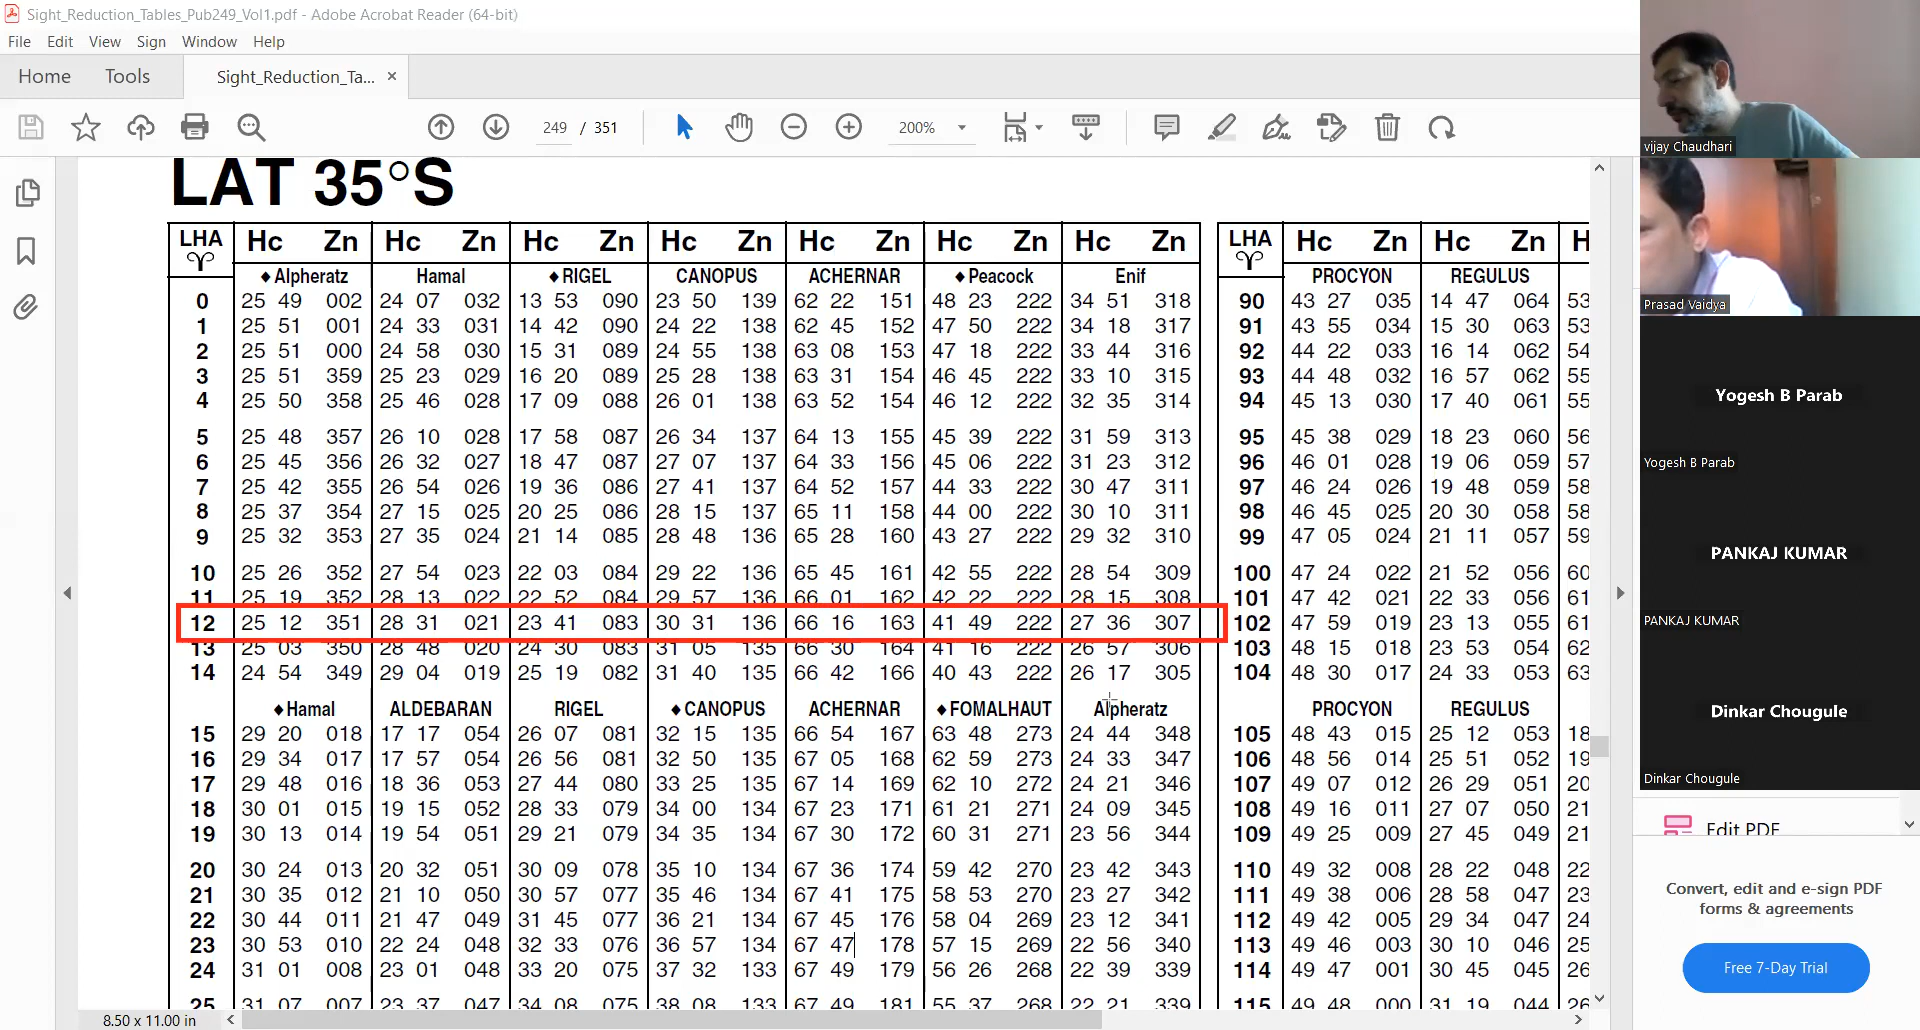 Sight_Reduction_Tables_Pub249_Vol1.pdf - Adobe Acrobat Reader (64-bit)
File Edit View Sign Window Help
Home Tools Sight_Reduction_Ta... ×
249 / 351 200%
LAT 35°S
LHA Hc Zn Hc Zn Hc Zn Hc Zn Hc Zn Hc Zn Hc Zn LHA Hc Zn Hc Zn H
♈ ♦Alpheratz Hamal ♦RIGEL CANOPUS ACHERNAR ♦Peacock Enif ♈ PROCYON REGULUS
0 25 49 002 24 07 032 13 53 090 23 50 139 62 22 151 48 23 222 34 51 318 90 43 27 035 14 47 064 53
1 25 51 001 24 33 031 14 42 090 24 22 138 62 45 152 47 50 222 34 18 317 91 43 55 034 15 30 063 53
2 25 51 000 24 58 030 15 31 089 24 55 138 63 08 153 47 18 222 33 44 316 92 44 22 033 16 14 062 54
3 25 51 359 25 23 029 16 20 089 25 28 138 63 31 154 46 45 222 33 10 315 93 44 48 032 16 57 062 55
4 25 50 358 25 46 028 17 09 088 26 01 138 63 52 154 46 12 222 32 35 314 94 45 13 030 17 40 061 55
5 25 48 357 26 10 028 17 58 087 26 34 137 64 13 155 45 39 222 31 59 313 95 45 38 029 18 23 060 56
6 25 45 356 26 32 027 18 47 087 27 07 137 64 33 156 45 06 222 31 23 312 96 46 01 028 19 06 059 57
7 25 42 355 26 54 026 19 36 086 27 41 137 64 52 157 44 33 222 30 47 311 97 46 24 026 19 48 059 58
8 25 37 354 27 15 025 20 25 086 28 15 137 65 11 158 44 00 222 30 10 311 98 46 45 025 20 30 058 58
9 25 32 353 27 35 024 21 14 085 28 48 136 65 28 160 43 27 222 29 32 310 99 47 05 024 21 11 057 59
10 25 26 352 27 54 023 22 03 084 29 22 136 65 45 161 42 55 222 28 54 309 100 47 24 022 21 52 056 60
11 25 19 352 28 13 022 22 52 084 29 57 136 66 01 162 42 22 222 28 15 308 101 47 42 021 22 33 056 61
12 25 12 351 28 31 021 23 41 083 30 31 136 66 16 163 41 49 222 27 36 307 102 47 59 019 23 13 055 61
13 25 03 350 28 48 020 24 30 083 31 05 135 66 30 164 41 16 222 26 57 306 103 48 15 018 23 53 054 62
14 24 54 349 29 04 019 25 19 082 31 40 135 66 42 166 40 43 222 26 17 305 104 48 30 017 24 33 053 63
♦Hamal ALDEBARAN RIGEL ♦CANOPUS ACHERNAR ♦FOMALHAUT Alpheratz PROCYON REGULUS
15 29 20 018 17 17 054 26 07 081 32 15 135 66 54 167 63 48 273 24 44 348 105 48 43 015 25 12 053 18
16 29 34 017 17 57 054 26 56 081 32 50 135 67 05 168 62 59 273 24 33 347 106 48 56 014 25 51 052 19
17 29 48 016 18 36 053 27 44 080 33 25 135 67 14 169 62 10 272 24 21 346 107 49 07 012 26 29 051 20
18 30 01 015 19 15 052 28 33 079 34 00 134 67 23 171 61 21 271 24 09 345 108 49 16 011 27 07 050 21
19 30 13 014 19 54 051 29 21 079 34 35 134 67 30 172 60 31 271 23 56 344 109 49 25 009 27 45 049 21
20 30 24 013 20 32 051 30 09 078 35 10 134 67 36 174 59 42 270 23 42 343 110 49 32 008 28 22 048 22
21 30 35 012 21 10 050 30 57 077 35 46 134 67 41 175 58 53 270 23 27 342 111 49 38 006 28 58 047 23
22 30 44 011 21 47 049 31 45 077 36 21 134 67 45 176 58 04 269 23 12 341 112 49 42 005 29 34 047 24
23 30 53 010 22 24 048 32 33 076 36 57 134 67 47 178 57 15 269 22 56 340 113 49 46 003 30 10 046 25
24 31 01 008 23 01 048 33 20 075 37 32 133 67 49 179 56 26 268 22 39 339 114 49 47 001 30 45 045 26
25 31 07 007 23 37 047 34 08 075 38 08 133 67 49 181 55 37 268 22 21 339 115 49 48 000 31 19 044 26
8.50 x 11.00 in
vijay Chaudhari
Prasad Vaidya
Yogesh B Parab
Yogesh B Parab
PANKAJ KUMAR
PANKAJ KUMAR
Dinkar Chougule
Dinkar Chougule
Edit PDF
Convert, edit and e-sign PDF
forms & agreements
Free 7-Day Trial